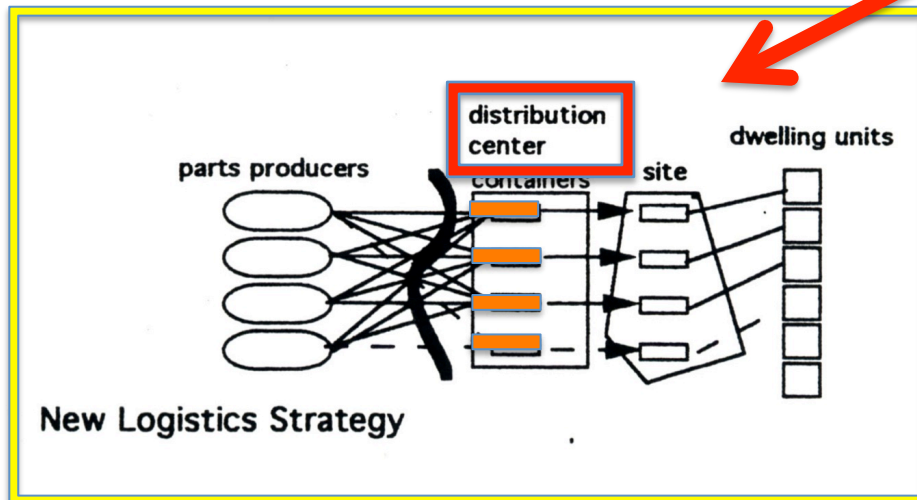 distribution
center
dwelling units
parts producers
containers
site
New Logistics Strategy